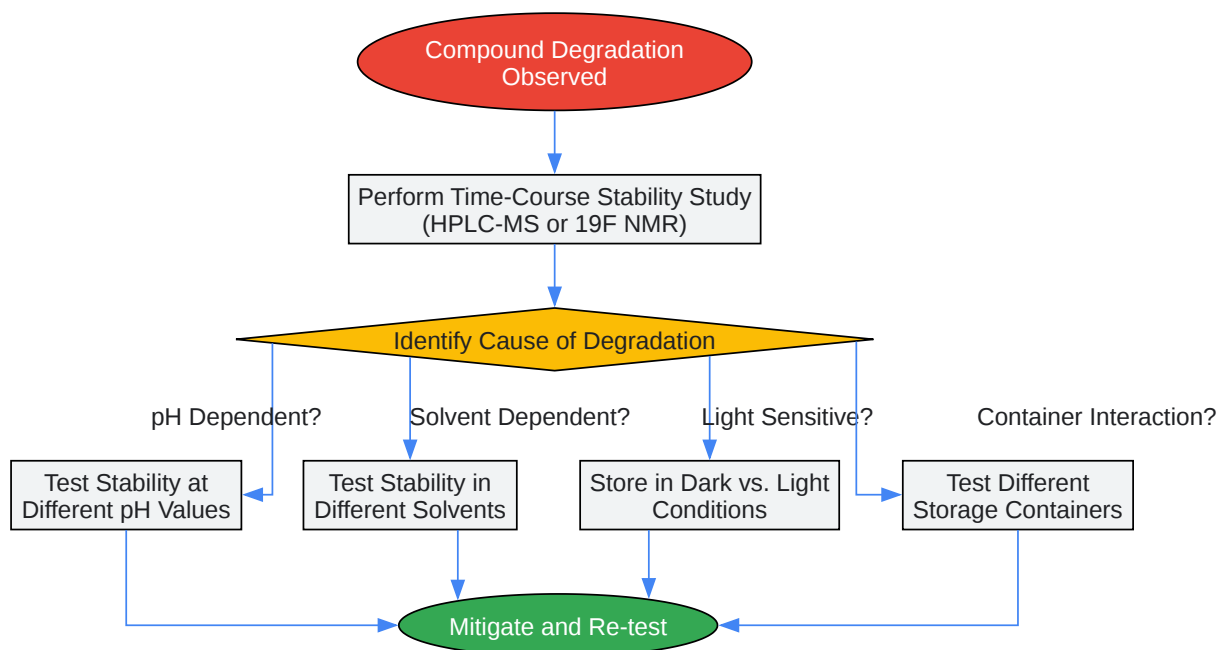 Compound Degradation
Observed
Perform Time-Course Stability Study
(HPLC-MS or 19F NMR)
Identify Cause of Degradation
pH Dependent?
Solvent Dependent?
Light Sensitive?
Container Interaction?
Test Stability at
Different pH Values
Test Stability in
Different Solvents
Store in Dark vs. Light
Conditions
Test Different
Storage Containers
Mitigate and Re-test